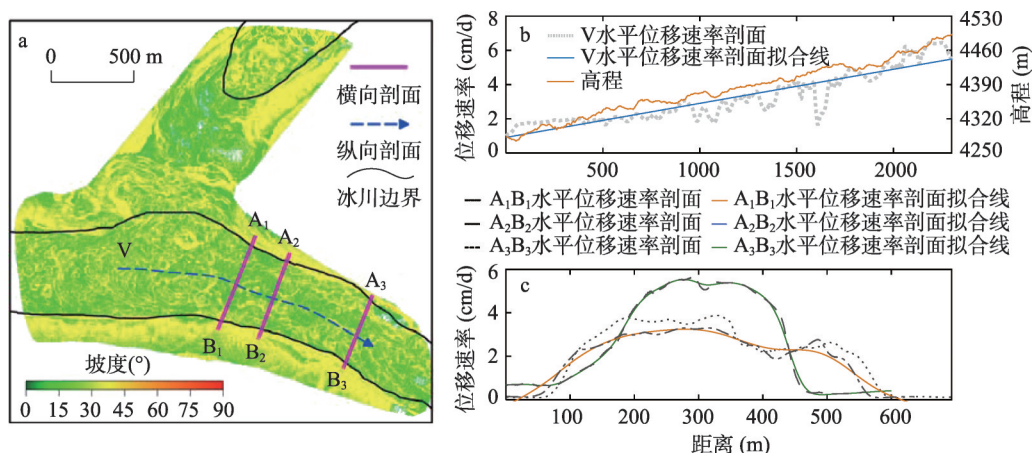 a
0 500 m
横向剖面
纵向剖面
冰川边界
V
A₁
A₂
A₃
B₁
B₂
B₃
坡度(°)
0 15 30 45 60 75 90
b
位移速率 (cm/d)
8
6
4
2
0
V水平位移速率剖面
V水平位移速率剖面拟合线
高程
4530
4460
4390
4320
4250
高程 (m)
500 1000 1500 2000
A₁B₁水平位移速率剖面 A₁B₁水平位移速率剖面拟合线
A₂B₂水平位移速率剖面 A₂B₂水平位移速率剖面拟合线
A₃B₃水平位移速率剖面 A₃B₃水平位移速率剖面拟合线
c
位移速率 (cm/d)
6
4
2
0
100 200 300 400 500 600
距离 (m)